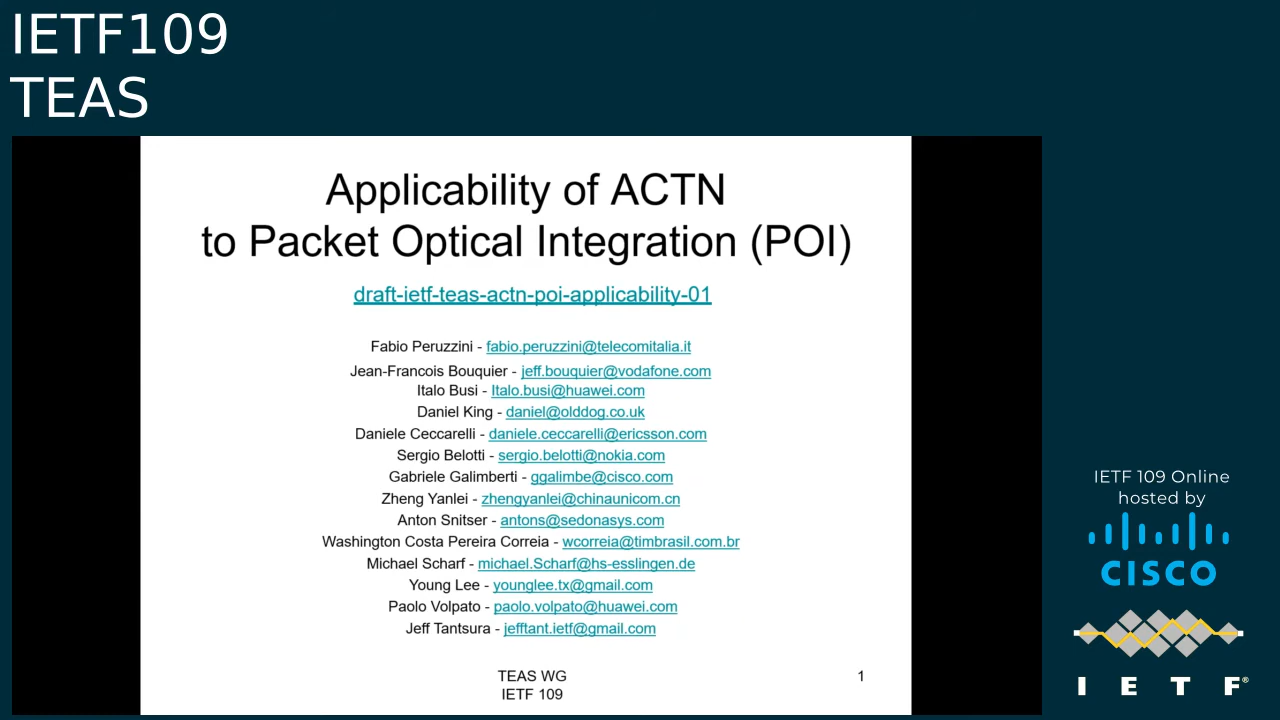 IETF109
TEAS
Applicability of ACTN
to Packet Optical Integration (POI)
draft-ietf-teas-actn-poi-applicability-01
Fabio Peruzzini - fabio.peruzzini@telecomitalia.it
Jean-Francois Bouquier - jeff.bouquier@vodafone.com
Italo Busi - Italo.busi@huawei.com
Daniel King - daniel@olddog.co.uk
Daniele Ceccarelli - daniele.ceccarelli@ericsson.com
Sergio Belotti - sergio.belotti@nokia.com
Gabriele Galimberti - ggalimbe@cisco.com
Zheng Yanlei - zhengyanlei@chinaunicom.cn
Anton Snitser - antons@sedonasys.com
Washington Costa Pereira Correia - wcorreia@timbrasil.com.br
Michael Scharf - michael.Scharf@hs-esslingen.de
Young Lee - younglee.tx@gmail.com
Paolo Volpato - paolo.volpato@huawei.com
Jeff Tantsura - jefftant.ietf@gmail.com
TEAS WG
IETF 109
1
IETF 109 Online
hosted by
CISCO
I E T F®